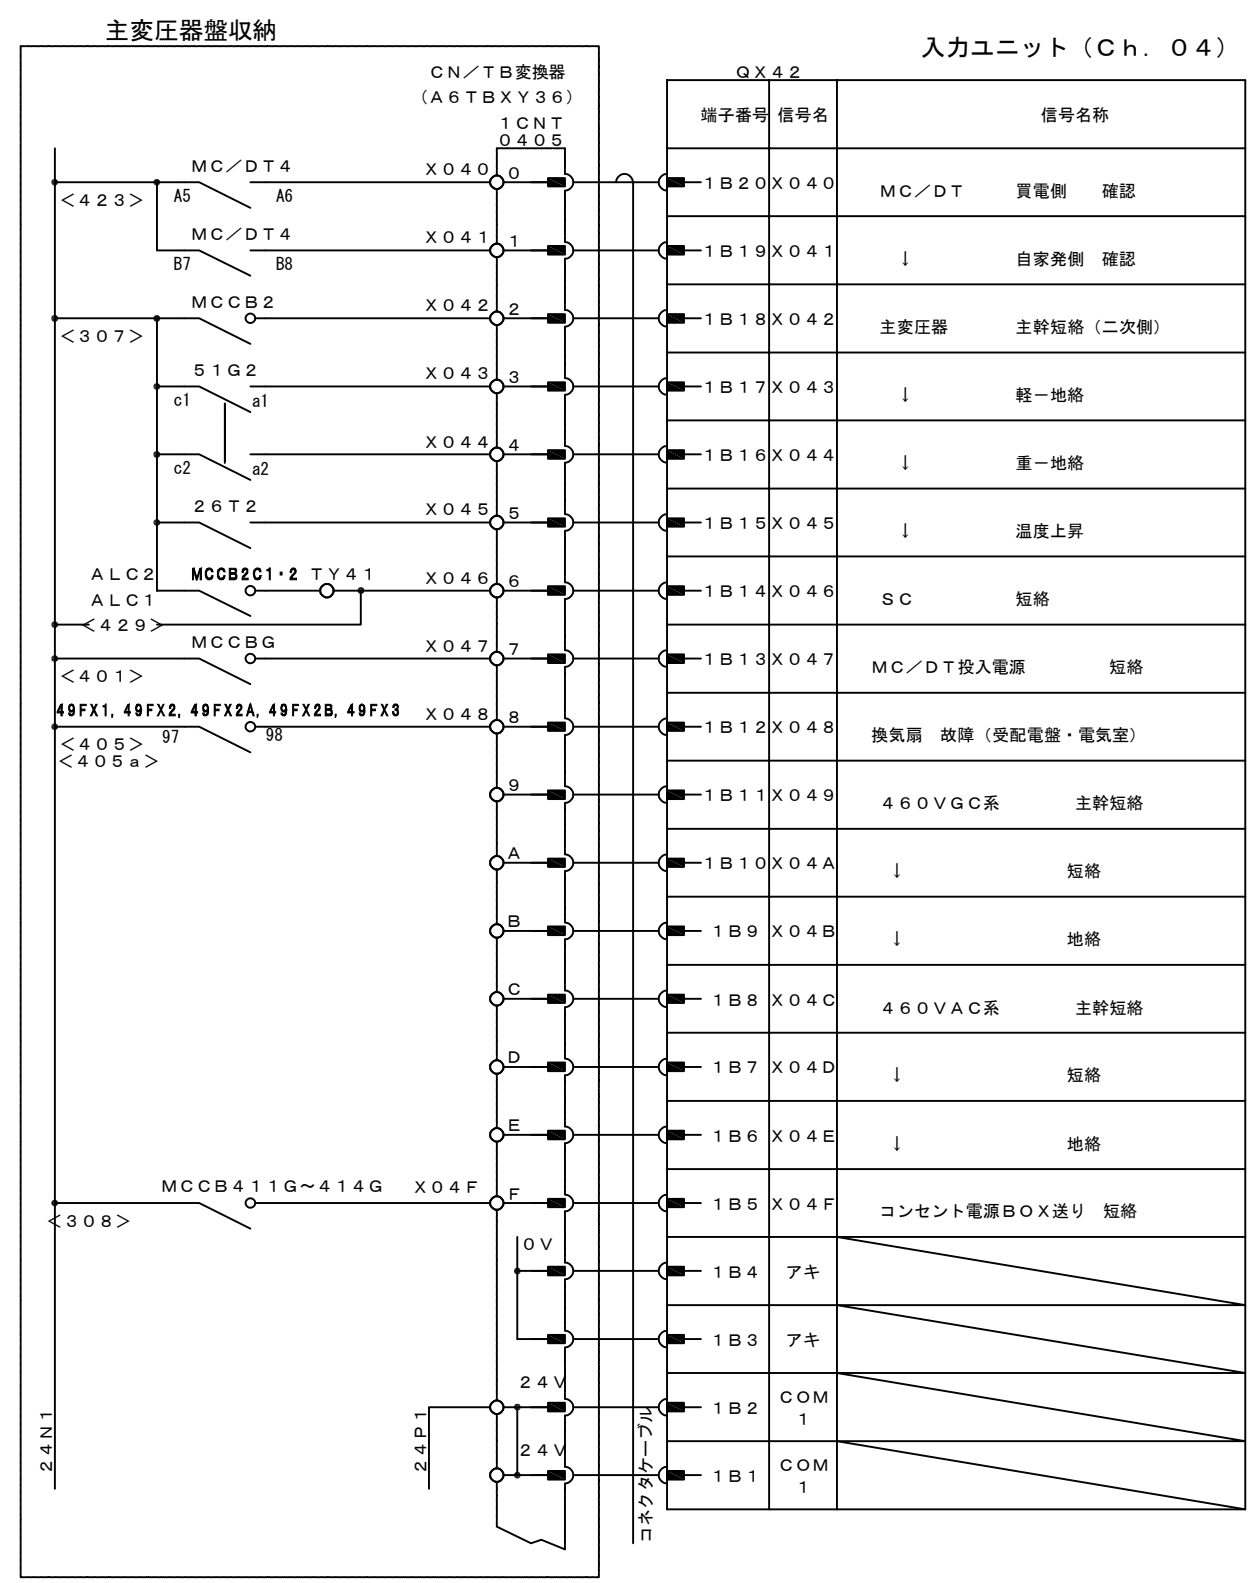 主変圧器盤収納
入力ユニット（Ch．04）
CN／TB変換器
（A6TBXY36）
1CNT
0405
QX42
端子番号 信号名 信号名称
MC／DT4 X040 0 1B20 X040 MC／DT 買電側 確認
＜423＞ A5 A6
MC／DT4 X041 1 1B19 X041 ↓ 自家発側 確認
B7 B8
MCCB2 X042 2 1B18 X042 主変圧器 主幹短絡（二次側）
＜307＞
51G2 X043 3 1B17 X043 ↓ 軽－地絡
c1 a1
X044 4 1B16 X044 ↓ 重－地絡
c2 a2
26T2 X045 5 1B15 X045 ↓ 温度上昇
ALC2 MCCB2C1・2 TY41 X046 6 1B14 X046 SC 短絡
ALC1
＜429＞
MCCBG X047 7 1B13 X047 MC／DT投入電源 短絡
＜401＞
49FX1, 49FX2, 49FX2A, 49FX2B, 49FX3 X048 8 1B12 X048 換気扇 故障（受配電盤・電気室）
＜405＞ 97 98
＜405a＞
9 1B11 X049 460VGC系 主幹短絡
A 1B10 X04A ↓ 短絡
B 1B9 X04B ↓ 地絡
C 1B8 X04C 460VAC系 主幹短絡
D 1B7 X04D ↓ 短絡
E 1B6 X04E ↓ 地絡
MCCB411G～414G X04F F 1B5 X04F コンセント電源BOX送り 短絡
＜308＞
0V
1B4 アキ
1B3 アキ
24V
1B2 COM
1
24V
1B1 COM
1
24N1
24P1
コネクタケーブル